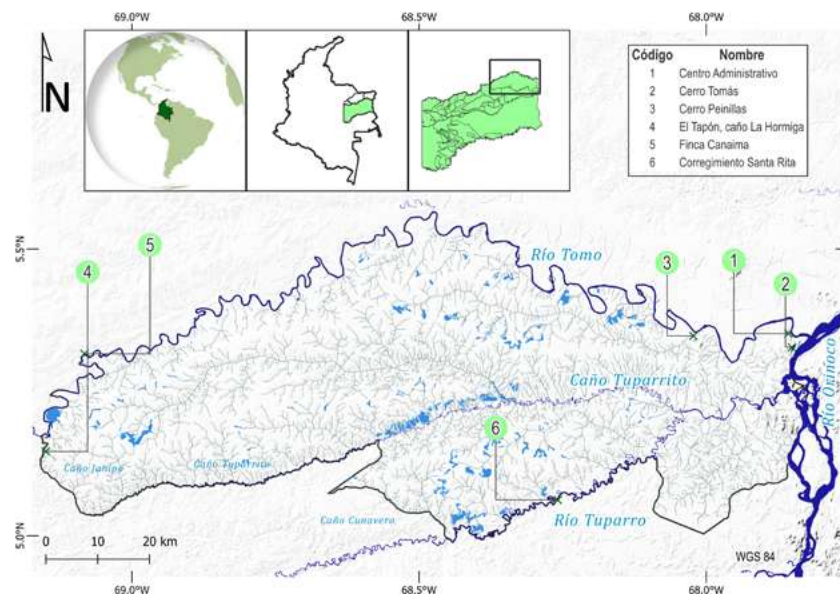 69.0°W
68.5°W
68.0°W
N
Código Nombre
1 Centro Administrativo
2 Cerro Tomás
3 Cerro Peinillas
4 El Tapón, caño La Hormiga
5 Finca Canaima
6 Corregimiento Santa Rita
5.5°N
4
5
Río Tomo
3
1
2
Río Orinoco
Caño Tuparrito
6
Caño Janipa
Caño Tuparrito
Caño Cunavero
Río Tuparro
5.0°N
0 10 20 km
WGS 84
69.0°W
68.5°W
68.0°W